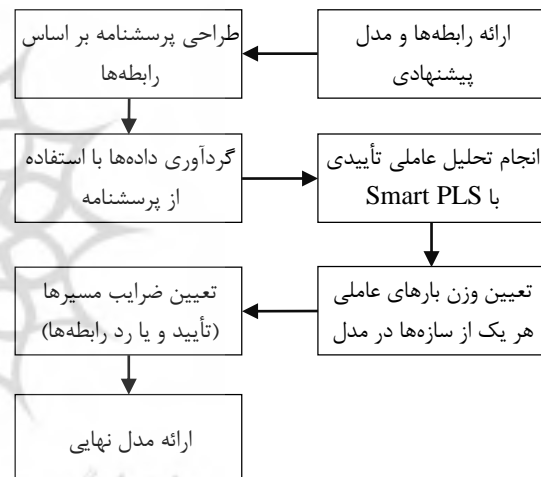 ارائه رابطه‌ها و مدل
پیشنهادی
طراحی پرسشنامه بر اساس
رابطه‌ها
گردآوری داده‌ها با استفاده
از پرسشنامه
انجام تحلیل عاملی تأییدی
با Smart PLS
تعیین وزن بارهای عاملی
هر یک از سازه‌ها در مدل
تعیین ضرایب مسیرها
(تأیید و یا رد رابطه‌ها)
ارائه مدل نهایی